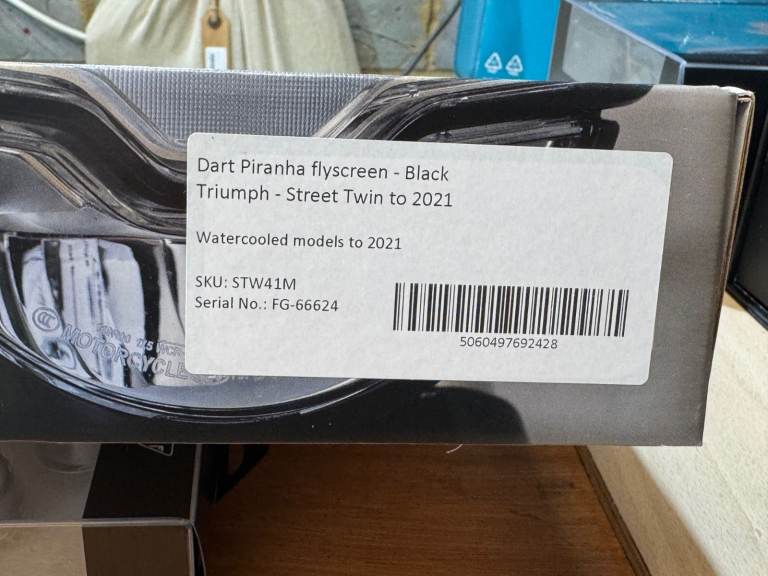 Dart Piranha flyscreen - Black
Triumph - Street Twin to 2021
Watercooled models to 2021
SKU: STW41M
Serial No.: FG-66624
5060497692428
MOTORCYCLE